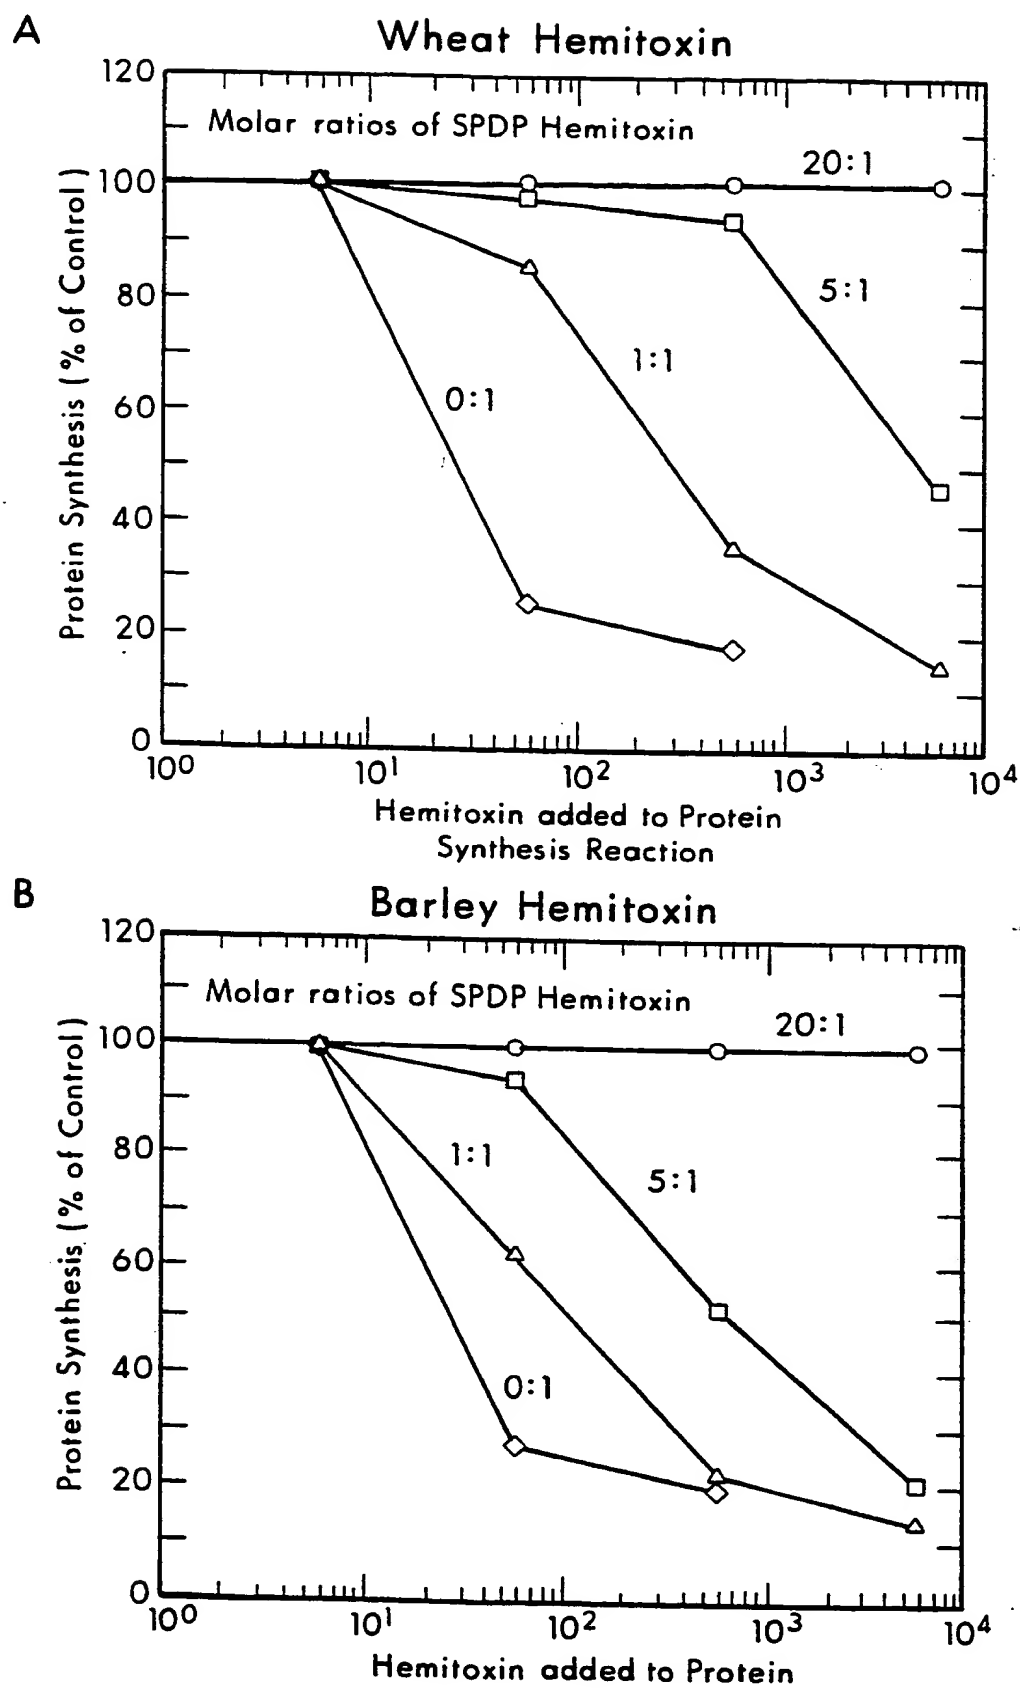 A
Wheat Hemitoxin
120
Molar ratios of SPDP Hemitoxin
20:1
100
5:1
80
1:1
0:1
60
40
20
0
Protein Synthesis (% of Control)
10⁰ 10¹ 10² 10³ 10⁴
Hemitoxin added to Protein
Synthesis Reaction
B
Barley Hemitoxin
120
Molar ratios of SPDP Hemitoxin
20:1
100
1:1
5:1
80
60
0:1
40
20
0
Protein Synthesis (% of Control)
10⁰ 10¹ 10² 10³ 10⁴
Hemitoxin added to Protein